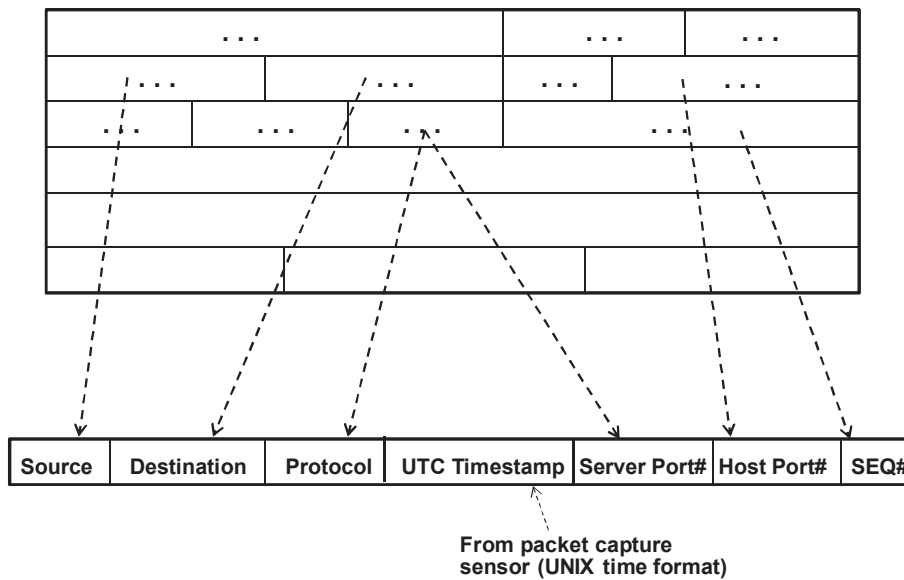 . . . . . . . . .
. . . . . . . . . . . .
. . . . . . . . . . . .
Source Destination Protocol UTC Timestamp Server Port# Host Port# SEQ#
From packet capture
sensor (UNIX time format)